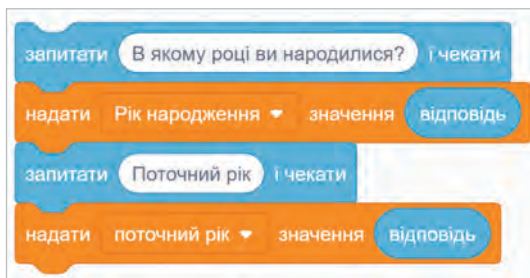 запитати В якому році ви народилися? і чекати
надати Рік народження значення відповідь
запитати Поточний рік і чекати
надати поточний рік значення відповідь